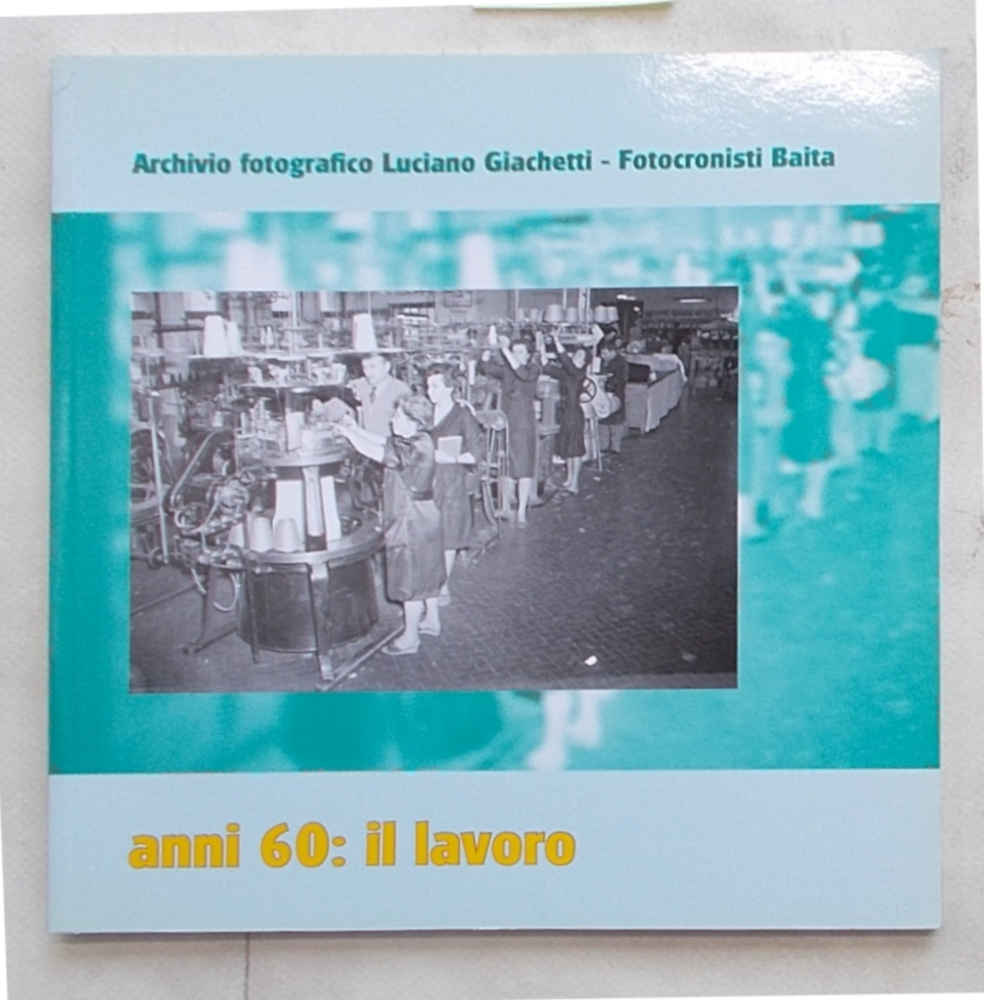 Archivio fotografico Luciano Giachetti - Fotocronisti Baita
anni 60: il lavoro